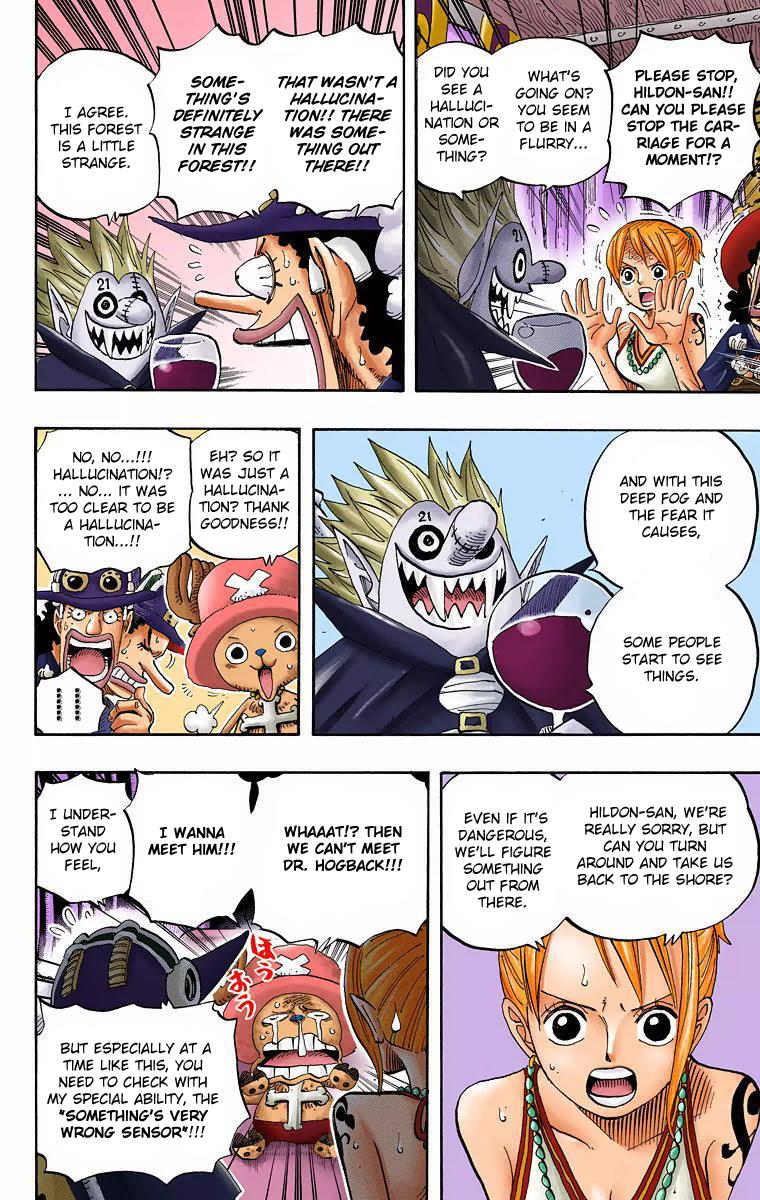 PLEASE STOP,
HILDON-SAN!!
CAN YOU PLEASE
STOP THE CAR-
RIAGE FOR A
MOMENT!?
WHAT'S
GOING ON?
YOU SEEM
TO BE IN A
FLURRY...
DID YOU
SEE A
HALLUCI-
NATION OR
SOME-
THING?
21
THAT WASN'T A
HALLUCINA-
TION!! THERE
WAS SOME-
THING OUT
THERE!!
SOME-
THING'S
DEFINITELY
STRANGE
IN THIS
FOREST!!
I AGREE.
THIS FOREST
IS A LITTLE
STRANGE.
21
AND WITH THIS
DEEP FOG AND
THE FEAR IT
CAUSES,
SOME PEOPLE
START TO SEE
THINGS.
21
EH? SO IT
WAS JUST A
HALLUCINA-
TION? THANK
GOODNESS!!
NO, NO...!!!
HALLUCINATION!?
... NO... IT WAS
TOO CLEAR TO BE
A HALLUCINA-
TION...!!
HILDON-SAN, WE'RE
REALLY SORRY, BUT
CAN YOU TURN
AROUND AND TAKE US
BACK TO THE SHORE?
EVEN IF IT'S
DANGEROUS,
WE'LL FIGURE
SOMETHING
OUT FROM
THERE.
WHAAAT!? THEN
WE CAN'T MEET
DR. HOGBACK!!!
I WANNA
MEET HIM!!!
ほぅ
おぅ
I UNDER-
STAND
HOW YOU
FEEL,
BUT ESPECIALLY AT A
TIME LIKE THIS, YOU
NEED TO CHECK WITH
MY SPECIAL ABILITY, THE
"SOMETHING'S VERY
WRONG SENSOR"!!!